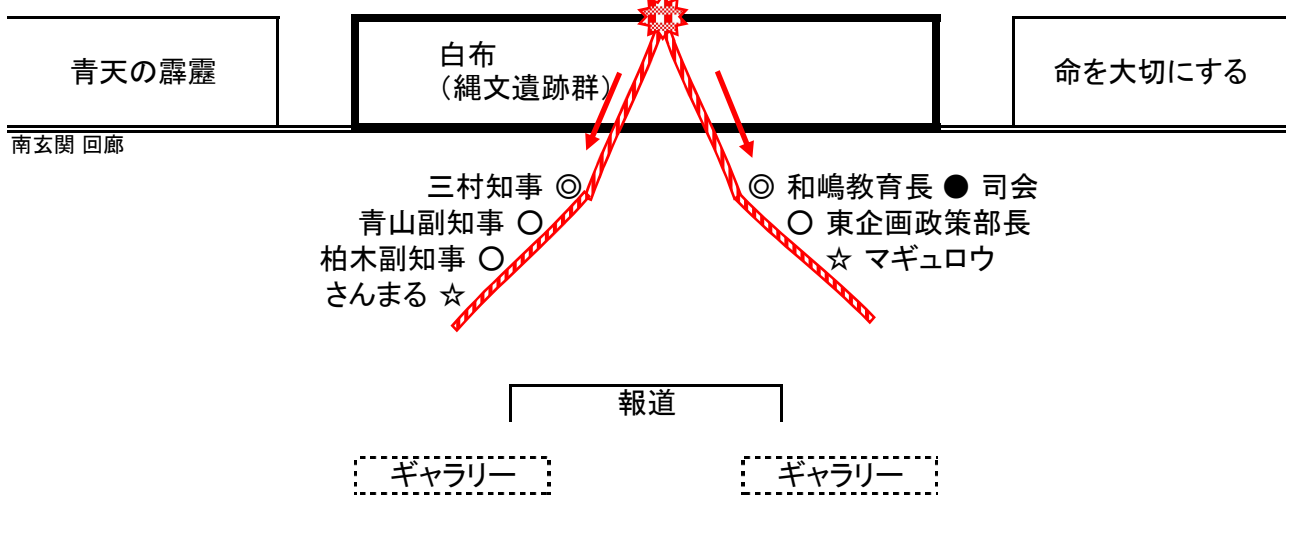 青天の霹靂
白布
（縄文遺跡群）
命を大切にする
南玄関 回廊
三村知事 ◎
◎ 和嶋教育長 ● 司会
青山副知事 〇
〇 東企画政策部長
柏木副知事 〇
☆ マギュロウ
さんまる ☆
報道
ギャラリー
ギャラリー